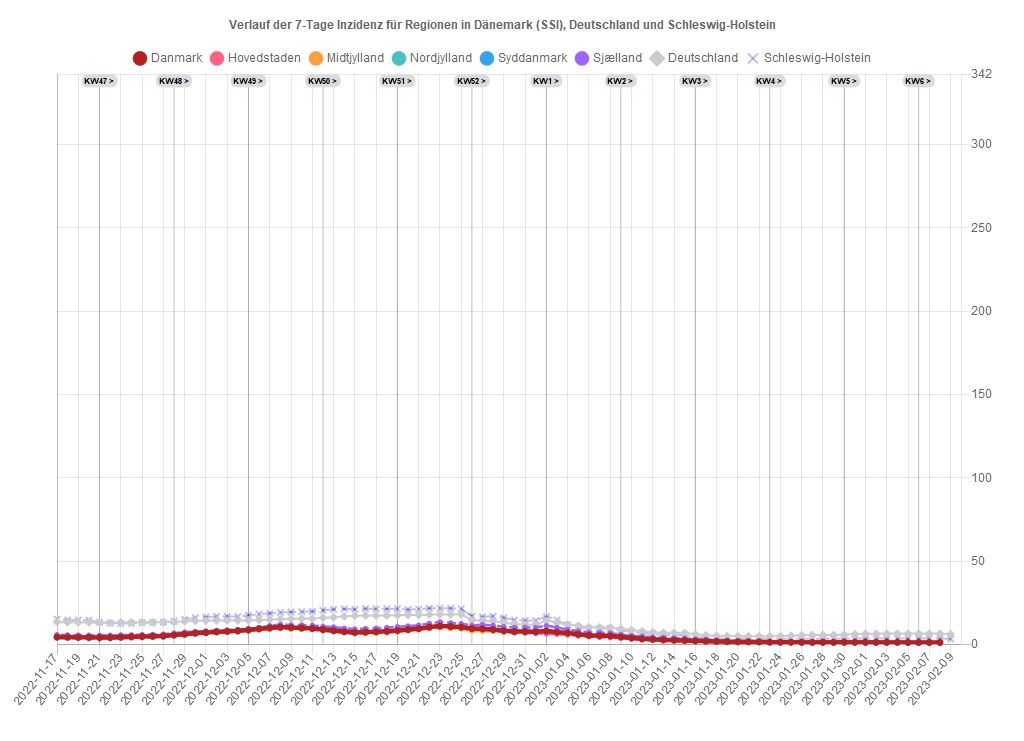 Verlauf der 7-Tage Inzidenz für Regionen in Dänemark (SSI), Deutschland und Schleswig-Holstein
Danmark Hovedstaden Midtjylland Nordjylland Syddanmark Sjælland Deutschland Schleswig-Holstein
KW47 > KW48 > KW49 > KW50 > KW51 > KW52 > KW1 > KW2 > KW3 > KW4 > KW5 > KW6 >
342
300
250
200
150
100
50
0
2022-11-17 2022-11-19 2022-11-21 2022-11-23 2022-11-25 2022-11-27 2022-11-29 2022-12-01 2022-12-03 2022-12-05 2022-12-07 2022-12-09 2022-12-11 2022-12-13 2022-12-15 2022-12-17 2022-12-19 2022-12-21 2022-12-23 2022-12-25 2022-12-27 2022-12-29 2022-12-31 2023-01-02 2023-01-04 2023-01-06 2023-01-08 2023-01-10 2023-01-12 2023-01-14 2023-01-16 2023-01-18 2023-01-20 2023-01-22 2023-01-24 2023-01-26 2023-01-28 2023-01-30 2023-02-01 2023-02-03 2023-02-05 2023-02-07 2023-02-09